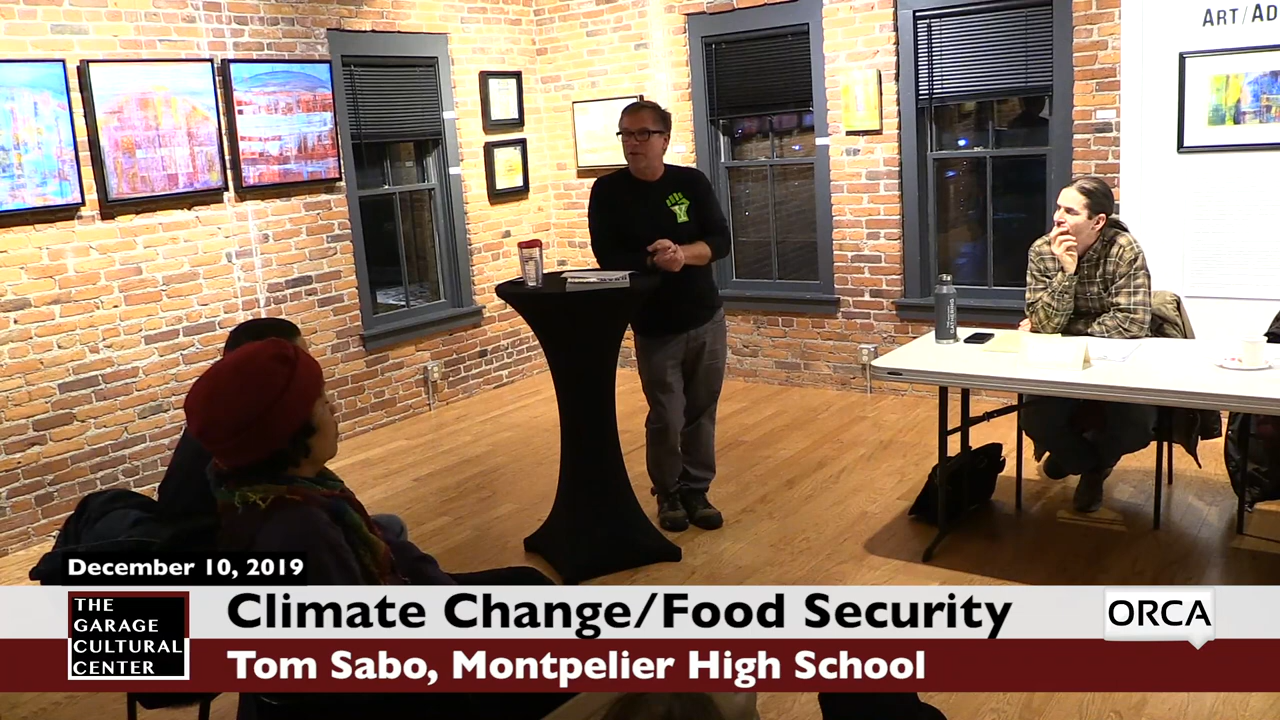 ART/AD
December 10, 2019
THE
GARAGE
CULTURAL
CENTER
Climate Change/Food Security
ORCA
Tom Sabo, Montpelier High School